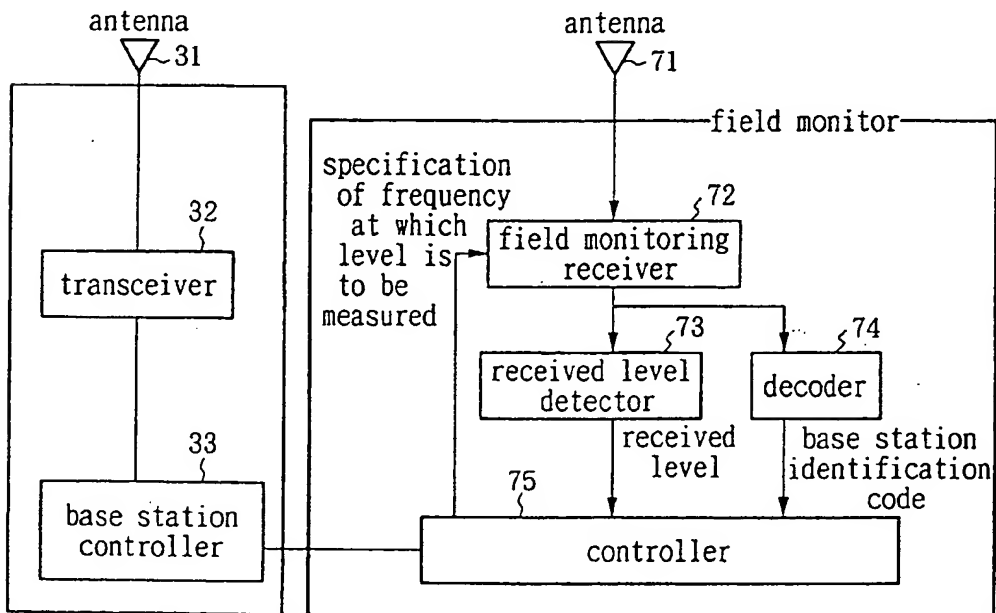 antenna
31
32
transceiver
33
base station
controller
antenna
71
field monitor
specification
of frequency
at which
level is
to be
measured
72
field monitoring
receiver
73
received level
detector
74
decoder
received
level
base station
identification
code
75
controller